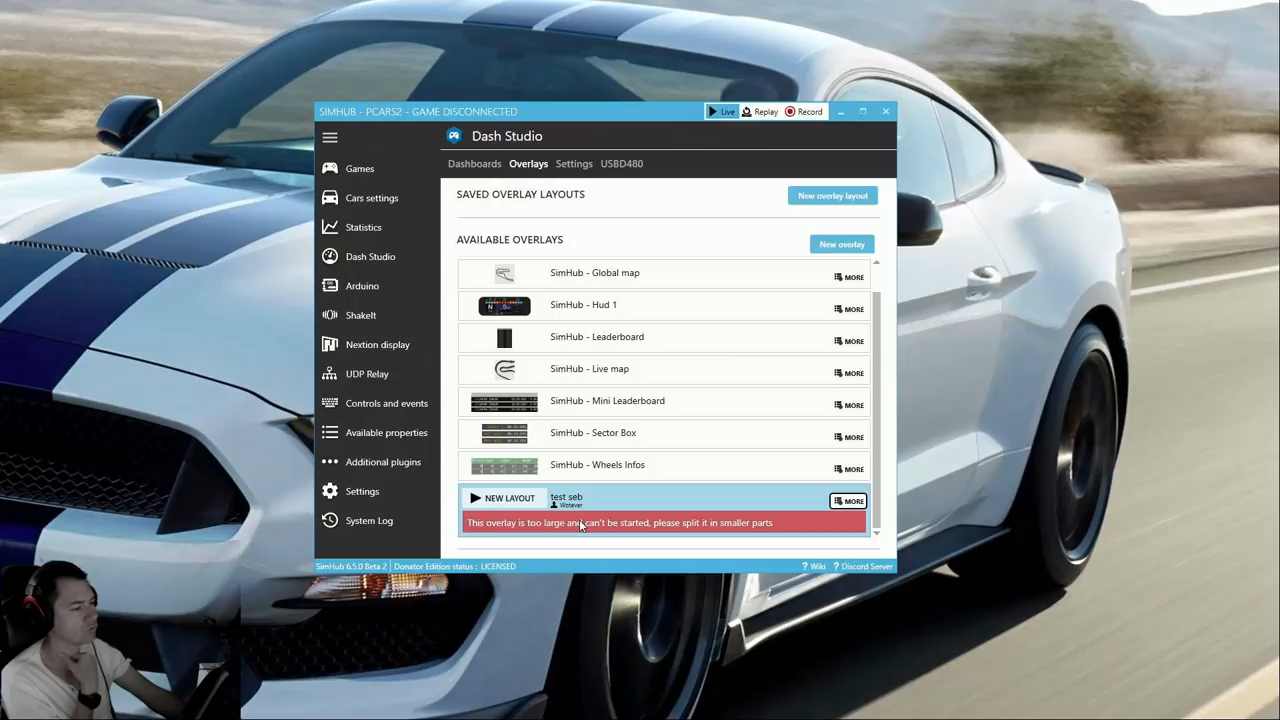 SIMHUB - PCARS2 - GAME DISCONNECTED
Live
Replay
Record
Dash Studio
Dashboards
Overlays
Settings
USBD480
Games
Cars settings
Statistics
Dash Studio
Arduino
ShakeIt
Nextion display
UDP Relay
Controls and events
Available properties
Additional plugins
Settings
System Log
SAVED OVERLAY LAYOUTS
New overlay layout
AVAILABLE OVERLAYS
New overlay
SimHub - Global map
MORE
SimHub - Hud 1
MORE
SimHub - Leaderboard
MORE
SimHub - Live map
MORE
SimHub - Mini Leaderboard
MORE
SimHub - Sector Box
MORE
SimHub - Wheels Infos
MORE
NEW LAYOUT
test seb
Wotever
MORE
This overlay is too large and can't be started, please split it in smaller parts
SimHub 6.5.0 Beta 2
Donator Edition status : LICENSED
? Wiki
? Discord Server